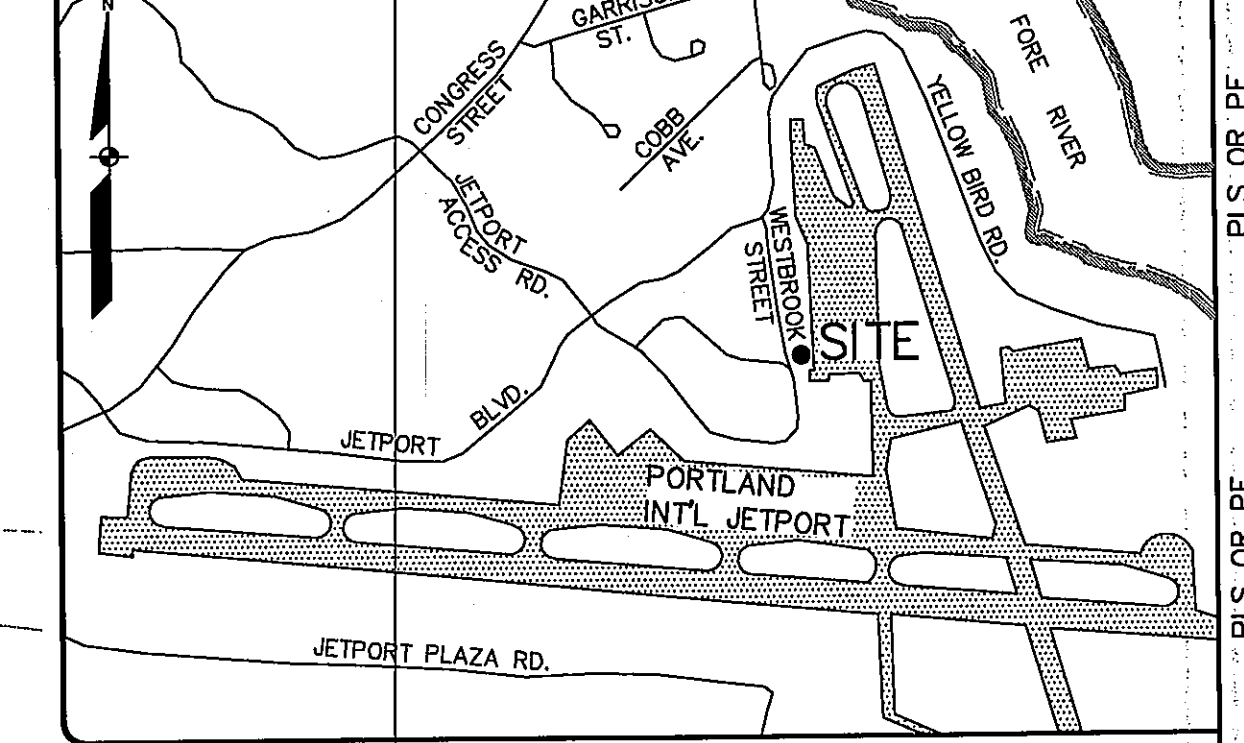 N
GARRISO
ST.
CONGRESS
STREET
COBB
AVE.
FORE
RIVER
YELLOW BIRD RD.
JETPORT
ACCESS RD.
WESTBROOK
STREET
SITE
JETPORT
BLVD.
PORTLAND
INT'L JETPORT
JETPORT PLAZA RD.
PLS OR PE
PLS OR PE